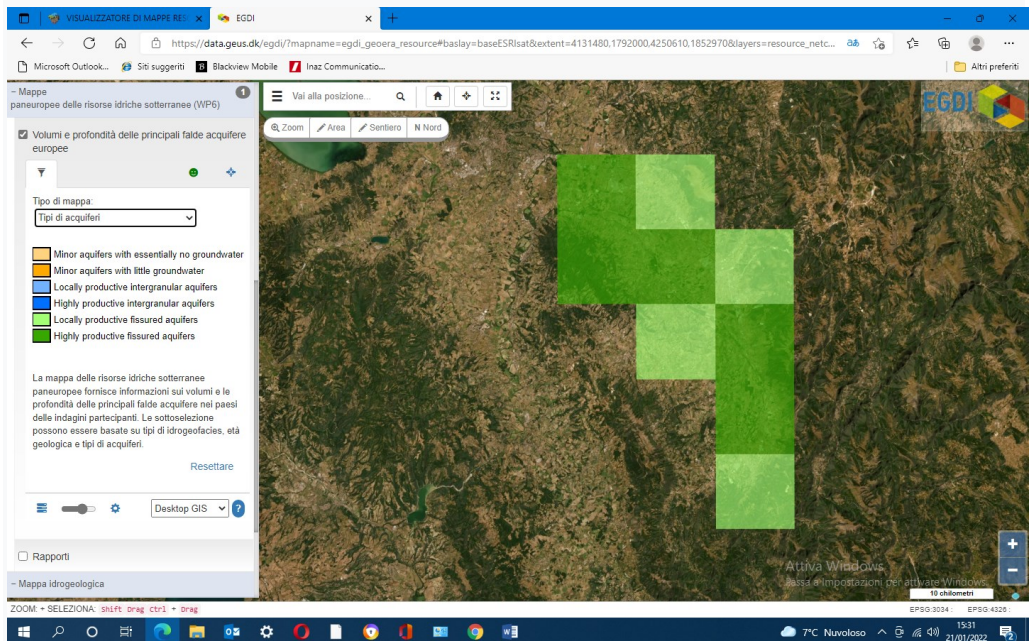 VISUALIZZATORE DI MAPPE RES
EGDI
https://data.geus.dk/egdi/?mapname=egdi_geoera_resource#baslay=baseESRIsat&extent=4131480,1792000,4250610,1852970&layers=resource_netc...
Microsoft Outlook...
Siti suggeriti
Blackview Mobile
Inaz Communicatio...
Altri preferiti
− Mappe
paneuropee delle risorse idriche sotterranee (WP6)
1
Volumi e profondità delle principali falde acquifere
europee
Tipo di mappa:
Tipi di acquiferi
Minor aquifers with essentially no groundwater
Minor aquifers with little groundwater
Locally productive intergranular aquifers
Highly productive intergranular aquifers
Locally productive fissured aquifers
Highly productive fissured aquifers
La mappa delle risorse idriche sotterranee
paneuropee fornisce informazioni sui volumi e le
profondità delle principali falde acquifere nei paesi
delle indagini partecipanti. Le sottoselezione
possono essere basate su tipi di idrogeofacies, età
geologica e tipi di acquiferi.
Resettare
Desktop GIS
?
Rapporti
− Mappa idrogeologica
Vai alla posizione...
Zoom
Area
Sentiero
N Nord
EGDI
Attiva Windows
Passa a Impostazioni per attivare Windows.
10 chilometri
ZOOM: + SELEZIONA: Shift Drag Ctrl + Drag
EPSG:3034 :
EPSG:4326 :
7°C Nuvoloso
15:31
21/01/2022